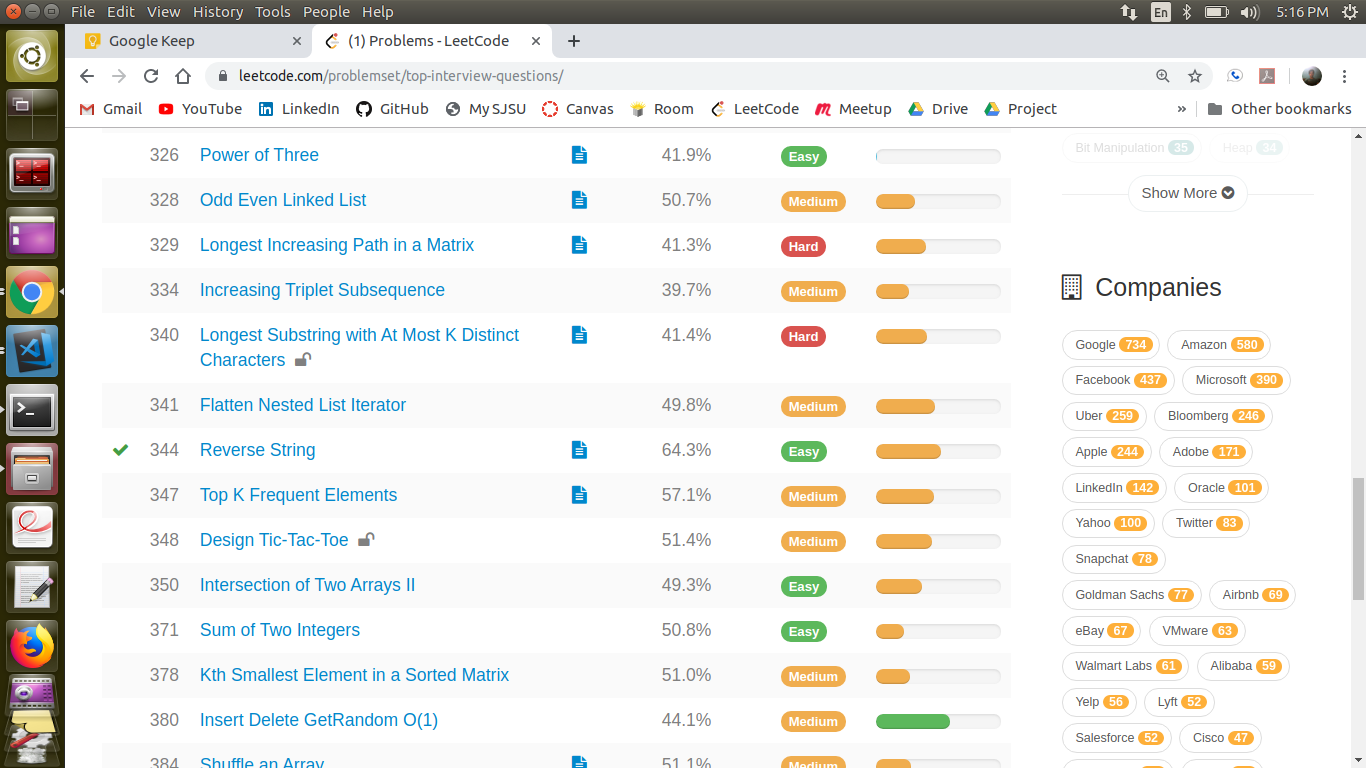 File Edit View History Tools People Help
En
5:16 PM
Google Keep
(1) Problems - LeetCode
leetcode.com/problemset/top-interview-questions/
Gmail YouTube LinkedIn GitHub My SJSU Canvas Room LeetCode Meetup Drive Project » Other bookmarks
326 Power of Three 41.9% Easy
328 Odd Even Linked List 50.7% Medium
329 Longest Increasing Path in a Matrix 41.3% Hard
334 Increasing Triplet Subsequence 39.7% Medium
340 Longest Substring with At Most K Distinct 41.4% Hard
Characters
341 Flatten Nested List Iterator 49.8% Medium
344 Reverse String 64.3% Easy
347 Top K Frequent Elements 57.1% Medium
348 Design Tic-Tac-Toe 51.4% Medium
350 Intersection of Two Arrays II 49.3% Easy
371 Sum of Two Integers 50.8% Easy
378 Kth Smallest Element in a Sorted Matrix 51.0% Medium
380 Insert Delete GetRandom O(1) 44.1% Medium
384 Shuffle an Array 51.1% Medium
Bit Manipulation 35 Heap 34
Show More
Companies
Google 734 Amazon 580
Facebook 437 Microsoft 390
Uber 259 Bloomberg 246
Apple 244 Adobe 171
LinkedIn 142 Oracle 101
Yahoo 100 Twitter 83
Snapchat 78
Goldman Sachs 77 Airbnb 69
eBay 67 VMware 63
Walmart Labs 61 Alibaba 59
Yelp 56 Lyft 52
Salesforce 52 Cisco 47